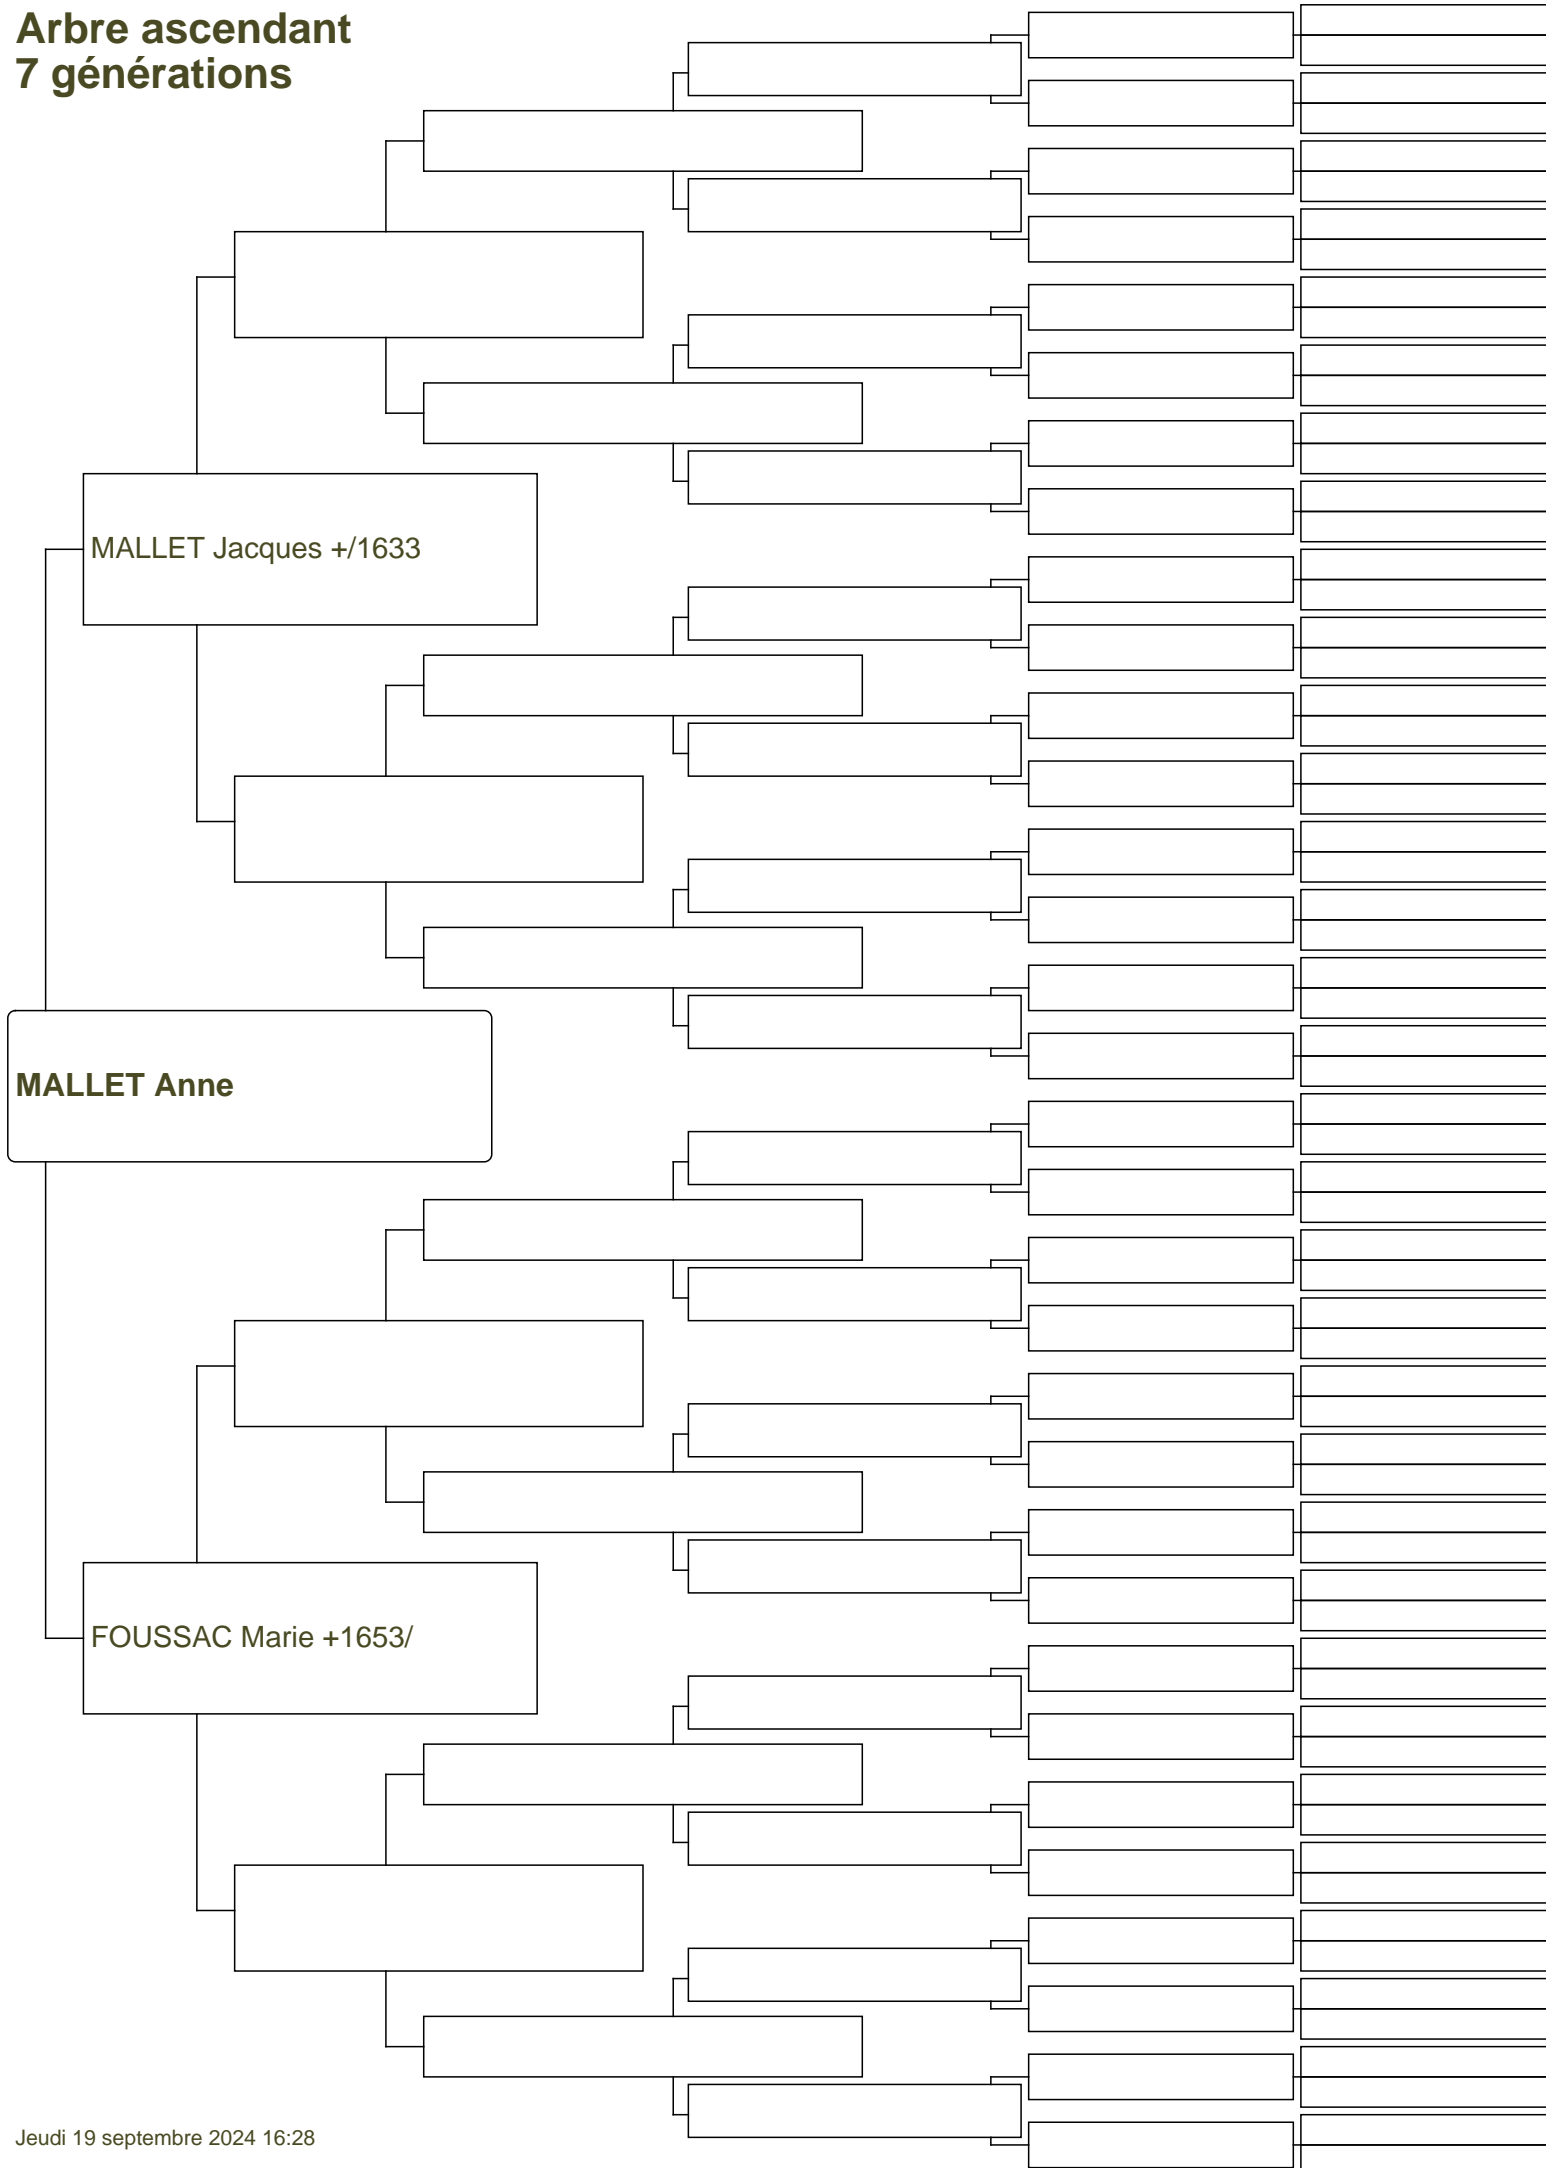 Arbre ascendant
7 générations
MALLET Jacques +/1633
MALLET Anne
FOUSSAC Marie +1653/
Jeudi 19 septembre 2024 16:28